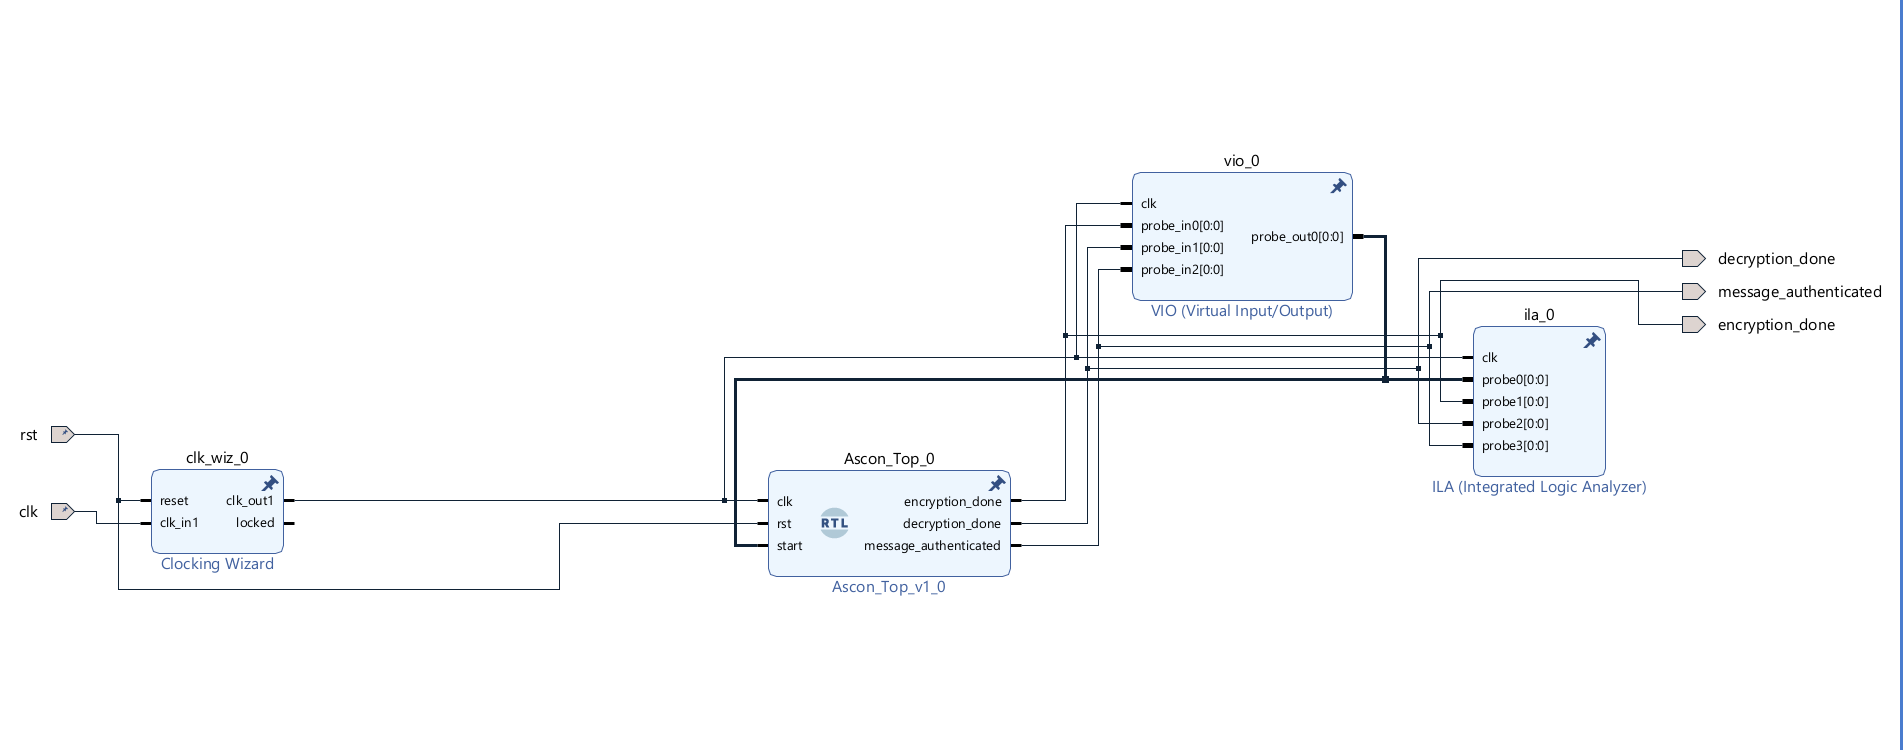 rst
clk
clk_wiz_0
reset
clk_in1
clk_out1
locked
Clocking Wizard
Ascon_Top_0
clk
rst
start
RTL
encryption_done
decryption_done
message_authenticated
Ascon_Top_v1_0
vio_0
clk
probe_in0[0:0]
probe_in1[0:0]
probe_in2[0:0]
probe_out0[0:0]
VIO (Virtual Input/Output)
ila_0
clk
probe0[0:0]
probe1[0:0]
probe2[0:0]
probe3[0:0]
ILA (Integrated Logic Analyzer)
decryption_done
message_authenticated
encryption_done